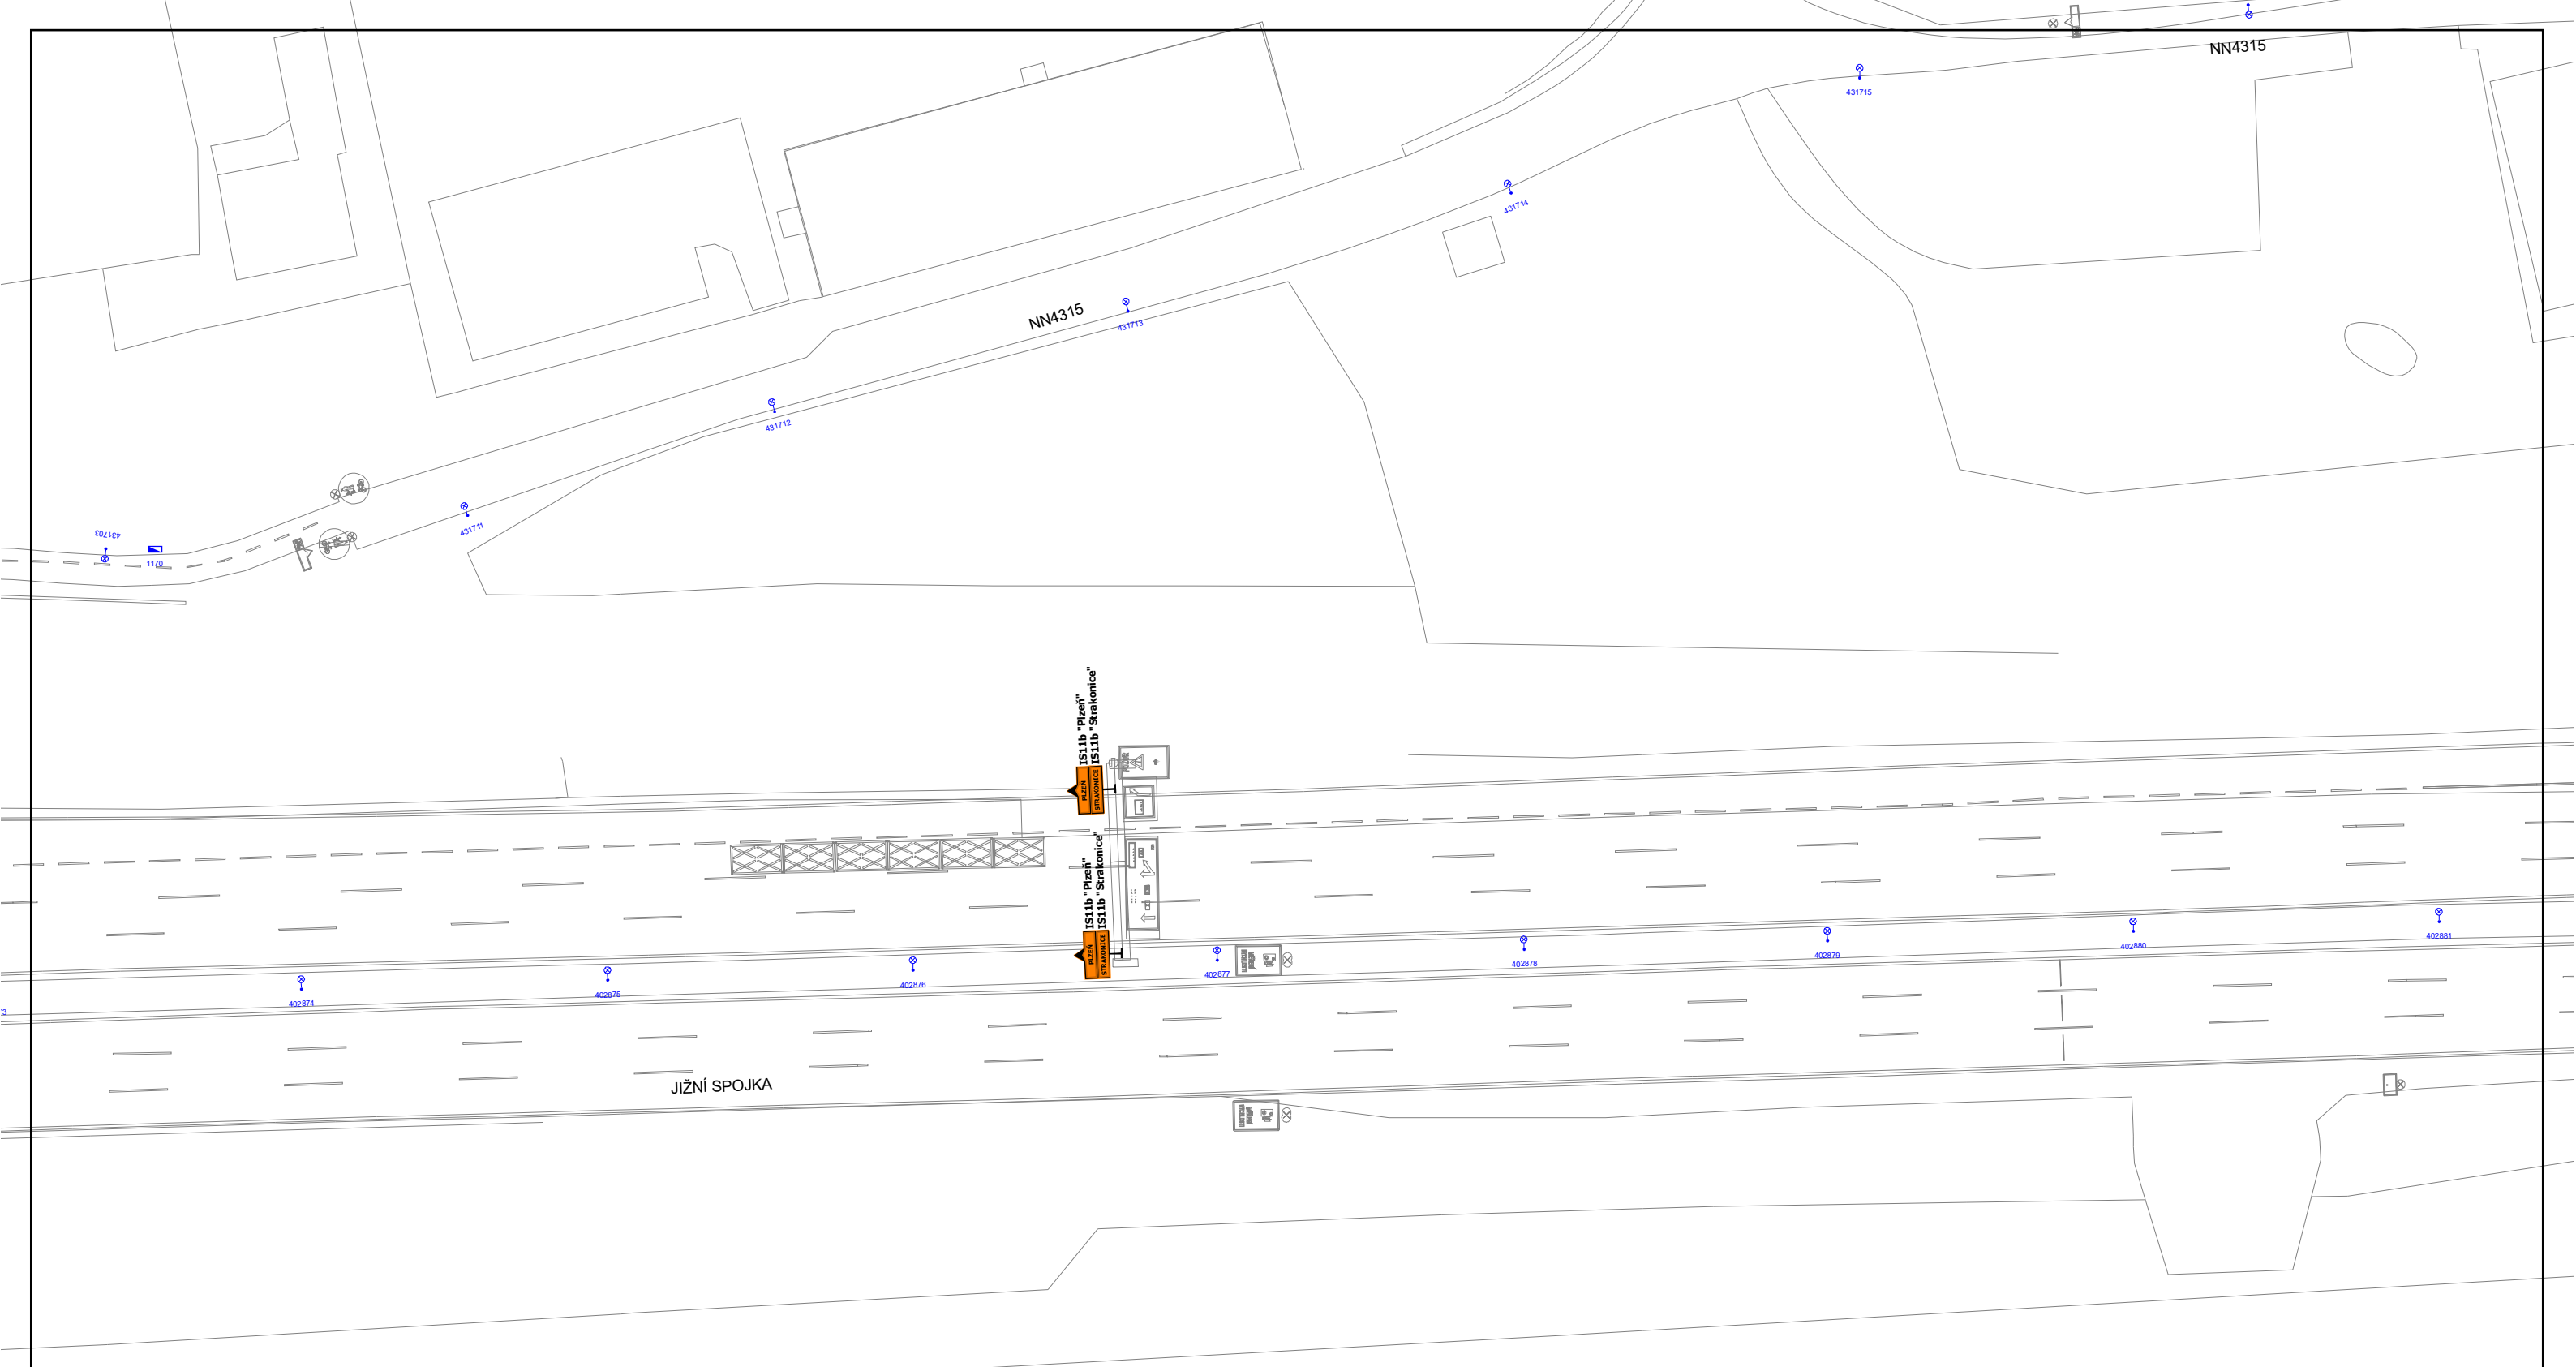 NN4315
431715
431714
NN4315
431713
431712
431711
431703
1170
IS11b "Plzeň"
IS11b "Strakonice"
PLZEŇ
STRAKONICE
IS11b "Plzeň"
IS11b "Strakonice"
PLZEŇ
STRAKONICE
402881
402880
402879
402878
402877
402876
402875
402874
3
JIŽNÍ SPOJKA